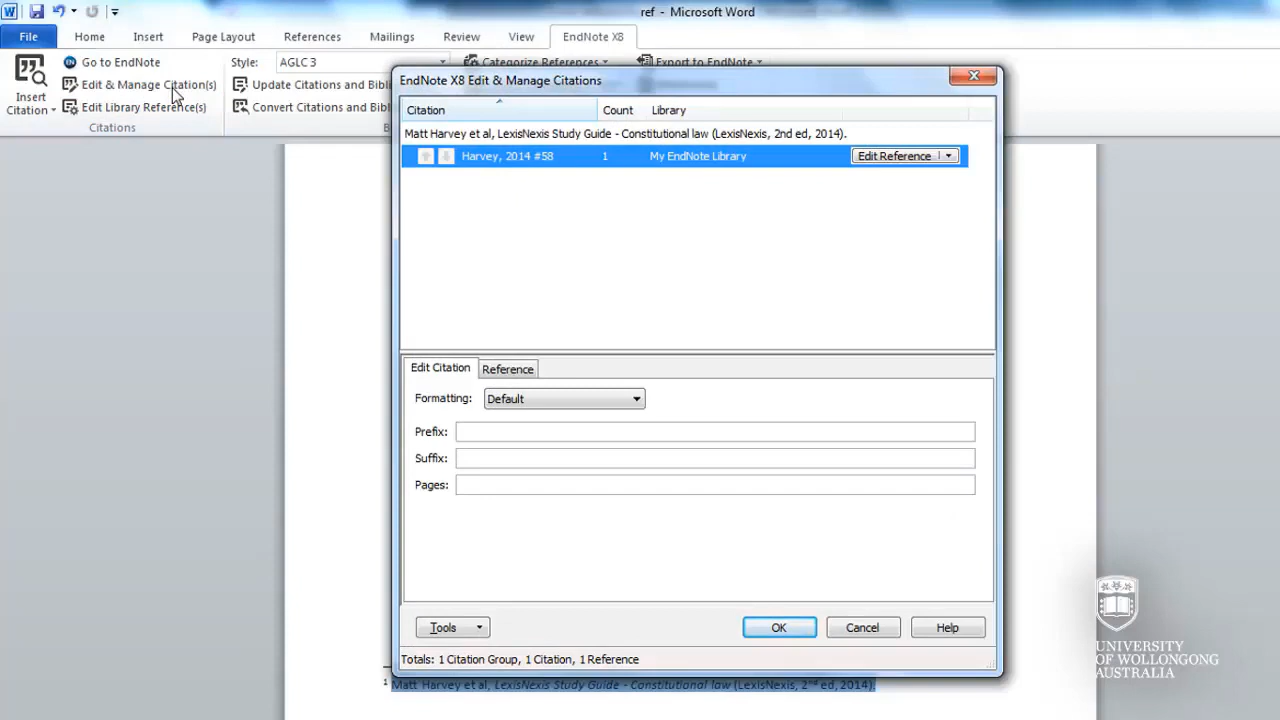 ref - Microsoft Word
File Home Insert Page Layout References Mailings Review View EndNote X8
Go to EndNote Style: AGLC 3 Categorize References Export to EndNote
Edit & Manage Citation(s) Update Citations and Bibli
Insert Citation Edit Library Reference(s) Convert Citations and Bibl
Citations B
EndNote X8 Edit & Manage Citations
Citation Count Library
Matt Harvey et al, LexisNexis Study Guide - Constitutional law (LexisNexis, 2nd ed, 2014).
Harvey, 2014 #58 1 My EndNote Library Edit Reference
Edit Citation Reference
Formatting: Default
Prefix:
Suffix:
Pages:
Tools OK Cancel Help
Totals: 1 Citation Group, 1 Citation, 1 Reference
1 Matt Harvey et al, LexisNexis Study Guide - Constitutional law (LexisNexis, 2nd ed, 2014).
UNIVERSITY
OF WOLLONGONG
AUSTRALIA